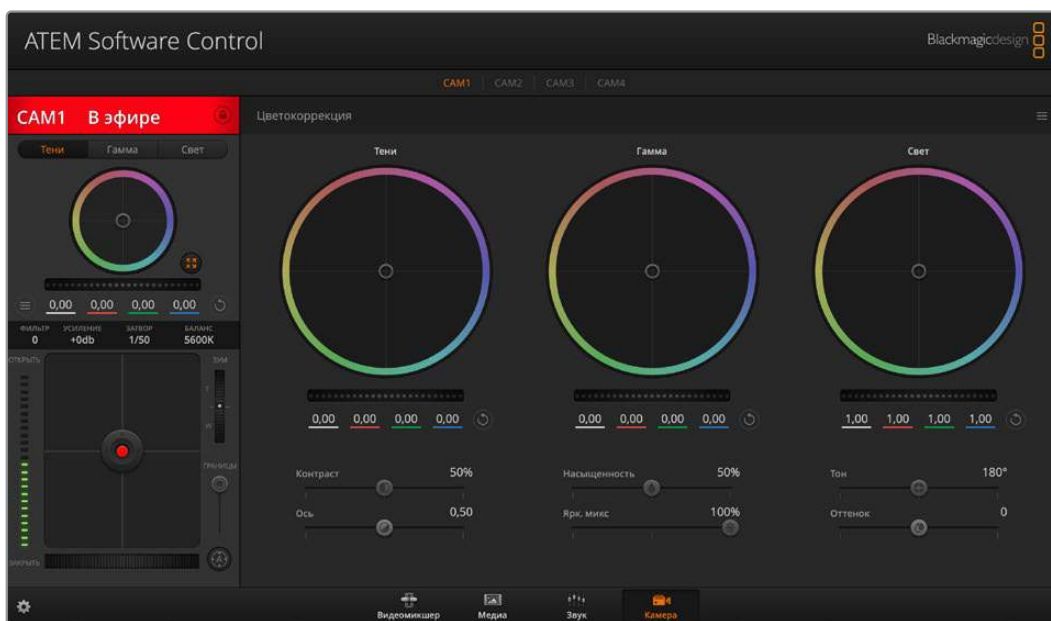 ATEM Software Control
Blackmagicdesign
CAM1 CAM2 CAM3 CAM4
CAM1 В эфире
Цветокоррекция
Тени Гамма Свет
0,00 0,00 0,00 0,00
ФИЛЬТР УСИЛЕНИЕ ЗАТВОР БАЛАНС
0 +0db 1/50 5600K
ОТКРЫТЬ
ЗУМ
T
W
ГРАНИЦЫ
ЗАКРЫТЬ
A
Тени Гамма Свет
0,00 0,00 0,00 0,00
0,00 0,00 0,00 0,00
1,00 1,00 1,00 1,00
Контраст 50% Насыщенность 50% Тон 180°
Ось 0,50 Ярк. микс 100% Оттенок 0
Видеомикшер Медиа Звук Камера